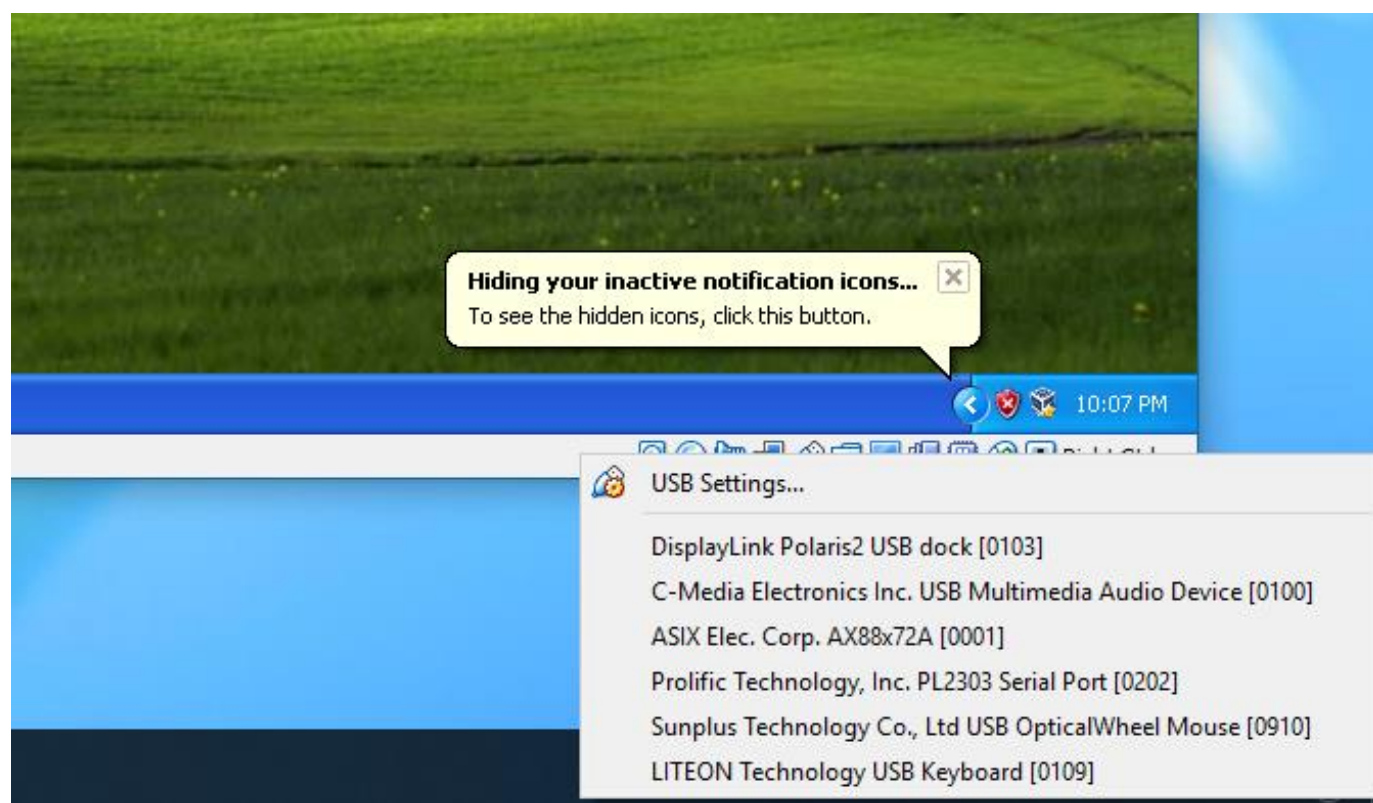 Hiding your inactive notification icons...
To see the hidden icons, click this button.
10:07 PM
USB Settings...
DisplayLink Polaris2 USB dock [0103]
C-Media Electronics Inc. USB Multimedia Audio Device [0100]
ASIX Elec. Corp. AX88x72A [0001]
Prolific Technology, Inc. PL2303 Serial Port [0202]
Sunplus Technology Co., Ltd USB OpticalWheel Mouse [0910]
LITEON Technology USB Keyboard [0109]